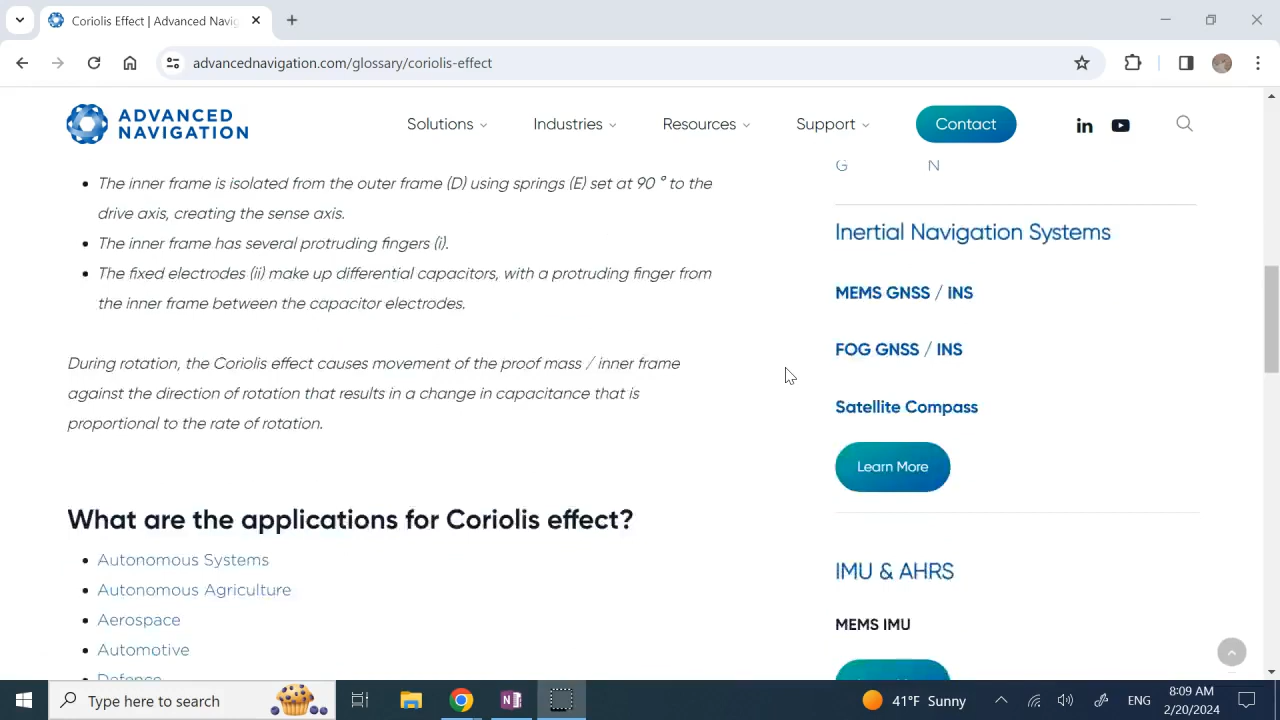 Coriolis Effect | Advanced Navig
advancednavigation.com/glossary/coriolis-effect
ADVANCED
NAVIGATION
Solutions
Industries
Resources
Support
Contact
in
G N
The inner frame is isolated from the outer frame (D) using springs (E) set at 90 ° to the
drive axis, creating the sense axis.
The inner frame has several protruding fingers (i).
The fixed electrodes (ii) make up differential capacitors, with a protruding finger from
the inner frame between the capacitor electrodes.
During rotation, the Coriolis effect causes movement of the proof mass / inner frame
against the direction of rotation that results in a change in capacitance that is
proportional to the rate of rotation.
What are the applications for Coriolis effect?
Autonomous Systems
Autonomous Agriculture
Aerospace
Automotive
Defence
Inertial Navigation Systems
MEMS GNSS / INS
FOG GNSS / INS
Satellite Compass
Learn More
IMU & AHRS
MEMS IMU
Type here to search
41°F Sunny
ENG
8:09 AM
2/20/2024